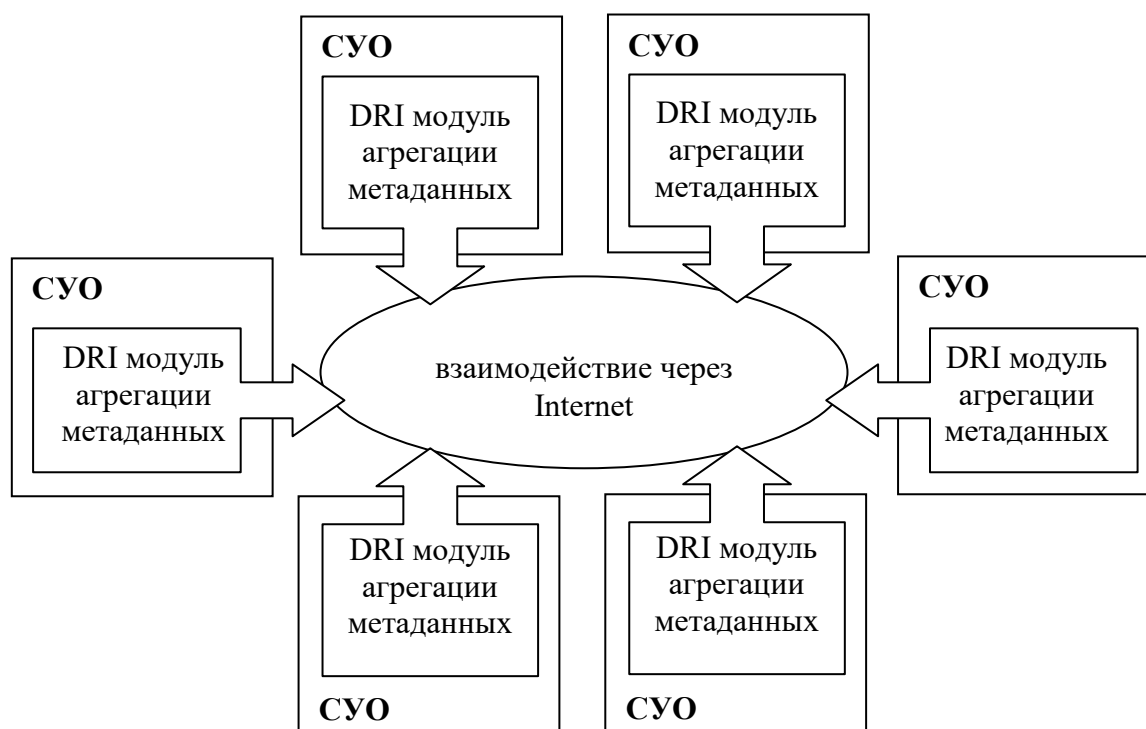 СУО
DRI модуль
агрегации
метаданных
СУО
DRI модуль
агрегации
метаданных
СУО
DRI модуль
агрегации
метаданных
взаимодействие через
Internet
СУО
DRI модуль
агрегации
метаданных
DRI модуль
агрегации
метаданных
СУО
DRI модуль
агрегации
метаданных
СУО